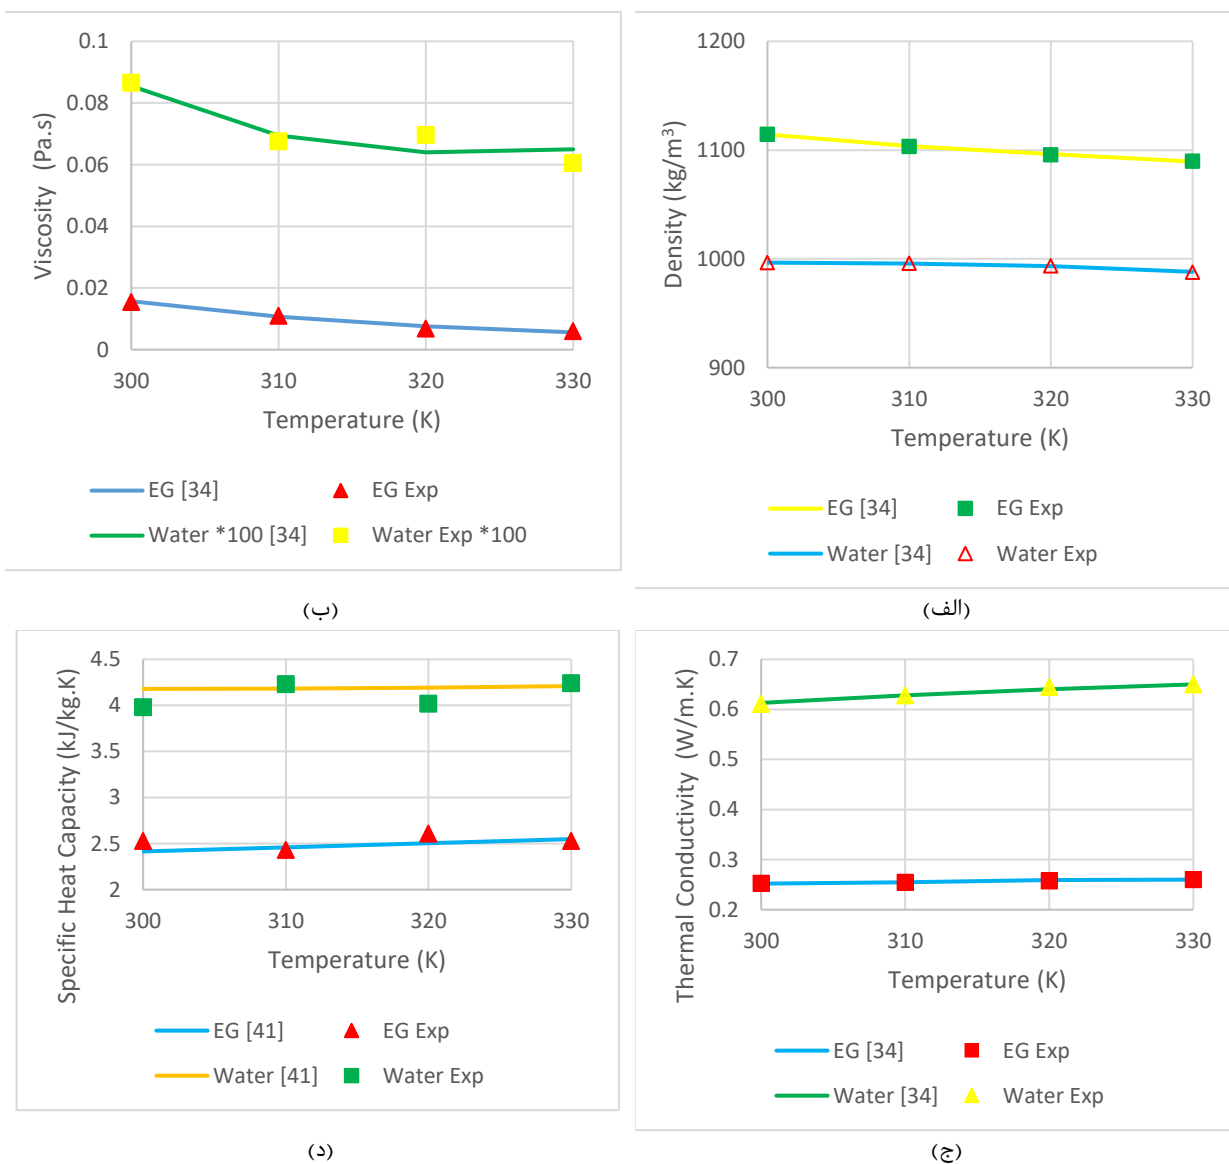 0.1
0.08
0.06
0.04
0.02
0
300 310 320 330
Viscosity (Pa.s)
Temperature (K)
EG [34] EG Exp
Water *100 [34] Water Exp *100
(ب)
1200
1100
1000
900
300 310 320 330
Density (kg/m³)
Temperature (K)
EG [34] EG Exp
Water [34] Water Exp
(الف)
4.5
4
3.5
3
2.5
2
300 310 320 330
Specific Heat Capacity (kJ/kg.K)
Temperature (K)
EG [41] EG Exp
Water [41] Water Exp
(د)
0.7
0.6
0.5
0.4
0.3
0.2
300 310 320 330
Thermal Conductivity (W/m.K)
Temperature (K)
EG [34] EG Exp
Water [34] Water Exp
(ج)